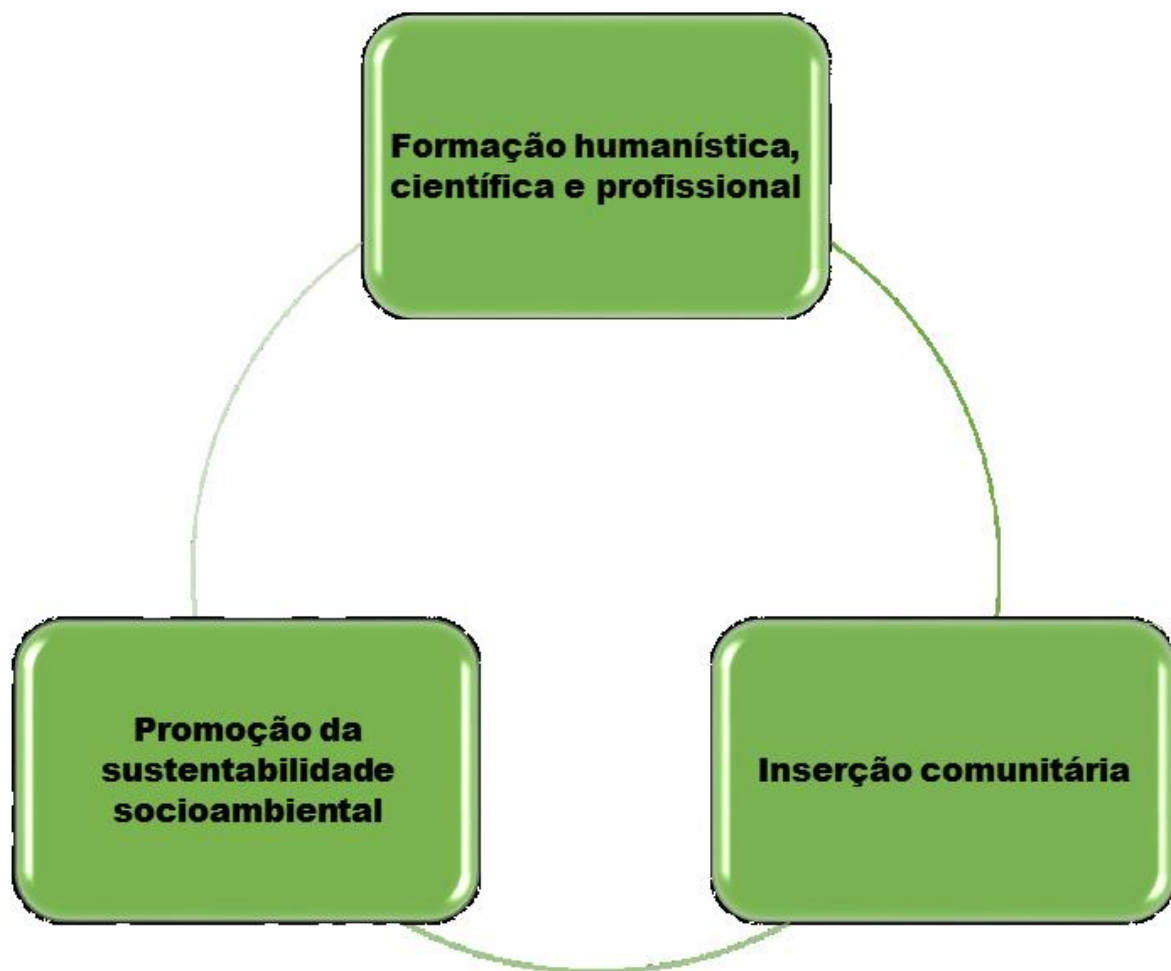 Formação humanística,
científica e profissional
Promoção da
sustentabilidade
socioambiental
Inserção comunitária